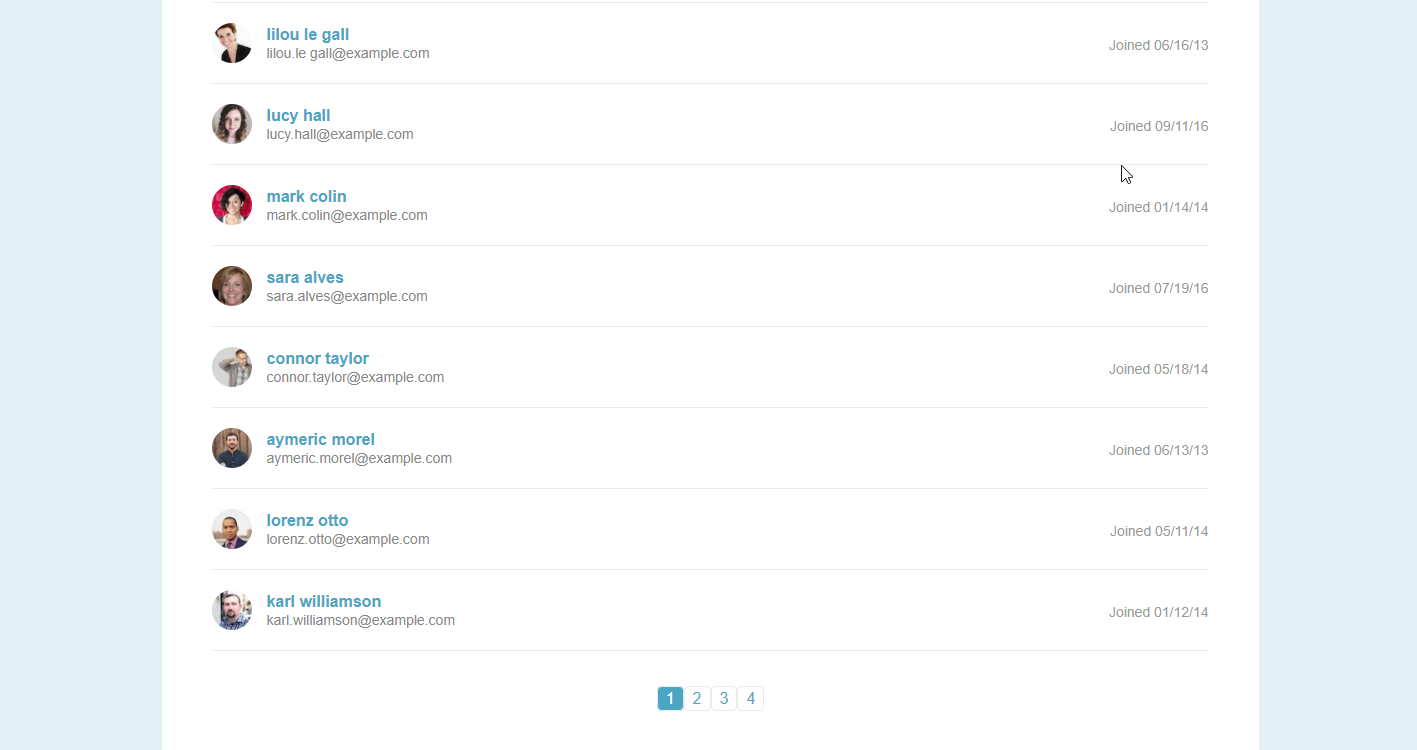 lilou le gall
lilou.le gall@example.com
Joined 06/16/13
lucy hall
lucy.hall@example.com
Joined 09/11/16
mark colin
mark.colin@example.com
Joined 01/14/14
sara alves
sara.alves@example.com
Joined 07/19/16
connor taylor
connor.taylor@example.com
Joined 05/18/14
aymeric morel
aymeric.morel@example.com
Joined 06/13/13
lorenz otto
lorenz.otto@example.com
Joined 05/11/14
karl williamson
karl.williamson@example.com
Joined 01/12/14
1 2 3 4